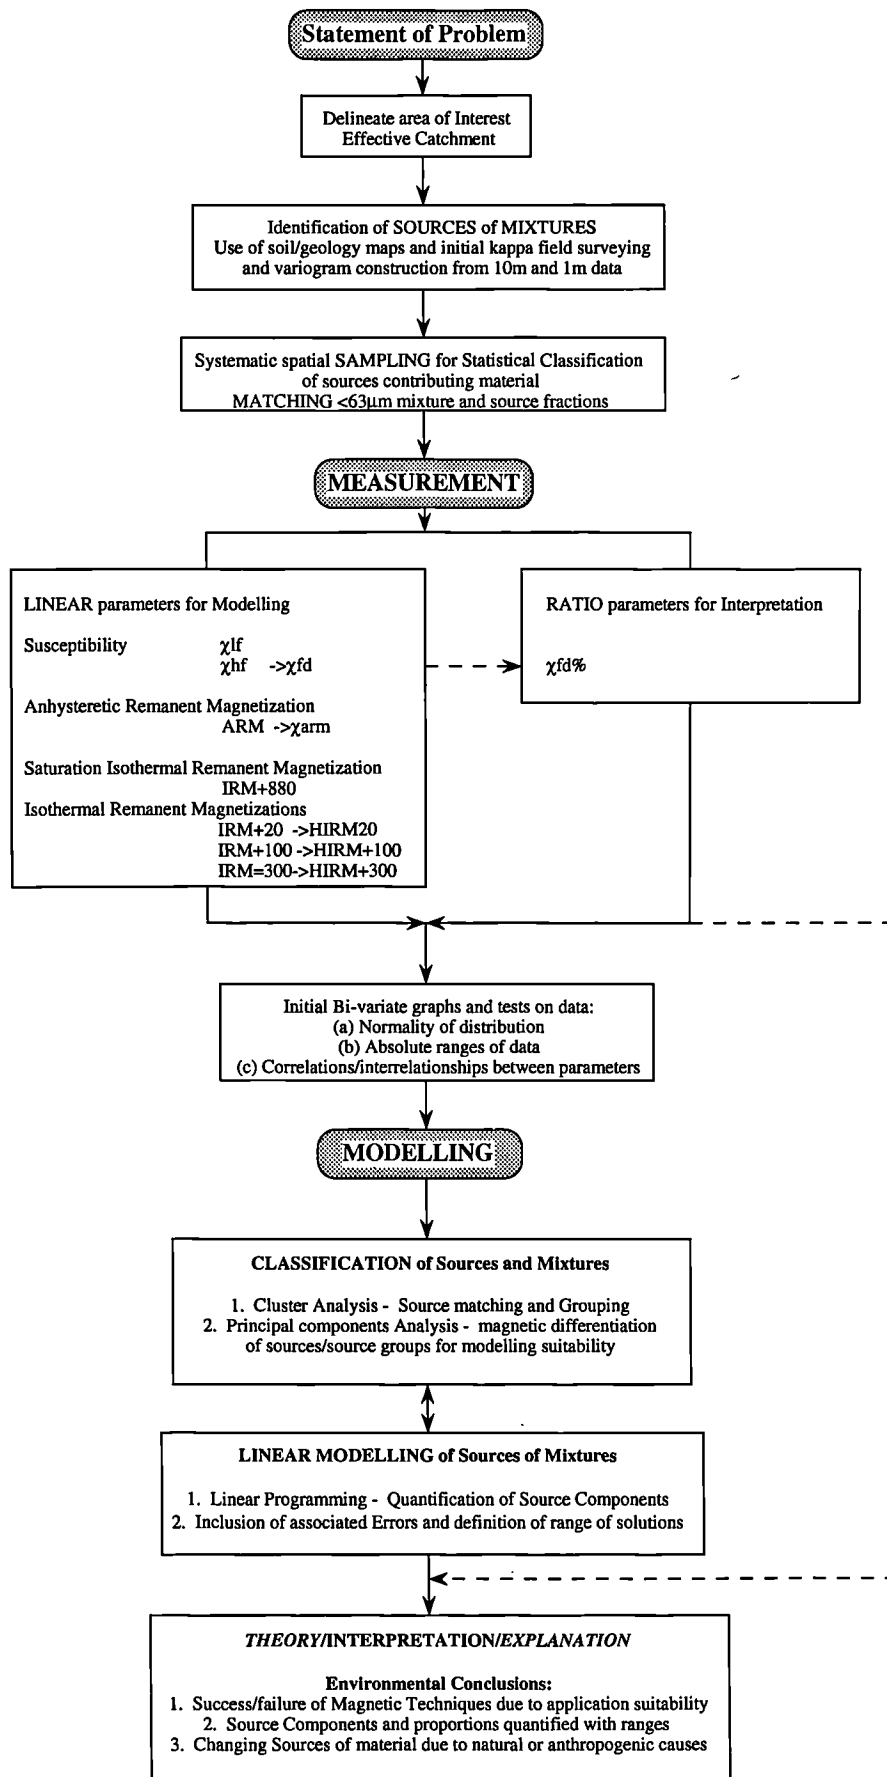 Statement of Problem
Delineate area of Interest
Effective Catchment
Identification of SOURCES of MIXTURES
Use of soil/geology maps and initial kappa field surveying
and variogram construction from 10m and 1m data
Systematic spatial SAMPLING for Statistical Classification
of sources contributing material
MATCHING <63μm mixture and source fractions
MEASUREMENT
LINEAR parameters for Modelling
Susceptibility χlf
χhf ->χfd
Anhysteretic Remanent Magnetization
ARM ->χarm
Saturation Isothermal Remanent Magnetization
IRM+880
Isothermal Remanent Magnetizations
IRM+20 ->HIRM20
IRM+100 ->HIRM+100
IRM=300->HIRM+300
RATIO parameters for Interpretation
χfd%
Initial Bi-variate graphs and tests on data:
(a) Normality of distribution
(b) Absolute ranges of data
(c) Correlations/interrelationships between parameters
MODELLING
CLASSIFICATION of Sources and Mixtures
1. Cluster Analysis - Source matching and Grouping
2. Principal components Analysis - magnetic differentiation
of sources/source groups for modelling suitability
LINEAR MODELLING of Sources of Mixtures
1. Linear Programming - Quantification of Source Components
2. Inclusion of associated Errors and definition of range of solutions
THEORY/INTERPRETATION/EXPLANATION
Environmental Conclusions:
1. Success/failure of Magnetic Techniques due to application suitability
2. Source Components and proportions quantified with ranges
3. Changing Sources of material due to natural or anthropogenic causes